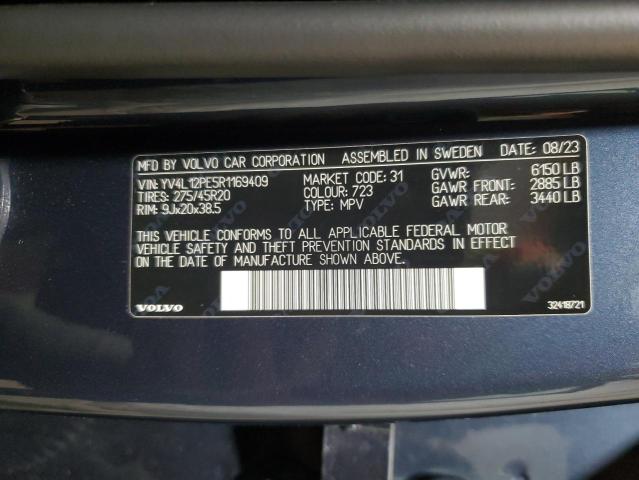 MFD BY VOLVO CAR CORPORATION ASSEMBLED IN SWEDEN DATE: 08/23
VIN: YV4L12PE5R1169409 MARKET CODE: 31 GVWR: 6150 LB
TIRES: 275/45R20 COLOUR: 723 GAWR FRONT: 2885 LB
RIM: 9Jx20x38.5 TYPE: MPV GAWR REAR: 3440 LB
THIS VEHICLE CONFORMS TO ALL APPLICABLE FEDERAL MOTOR
VEHICLE SAFETY AND THEFT PREVENTION STANDARDS IN EFFECT
ON THE DATE OF MANUFACTURE SHOWN ABOVE.
VOLVO 32418721